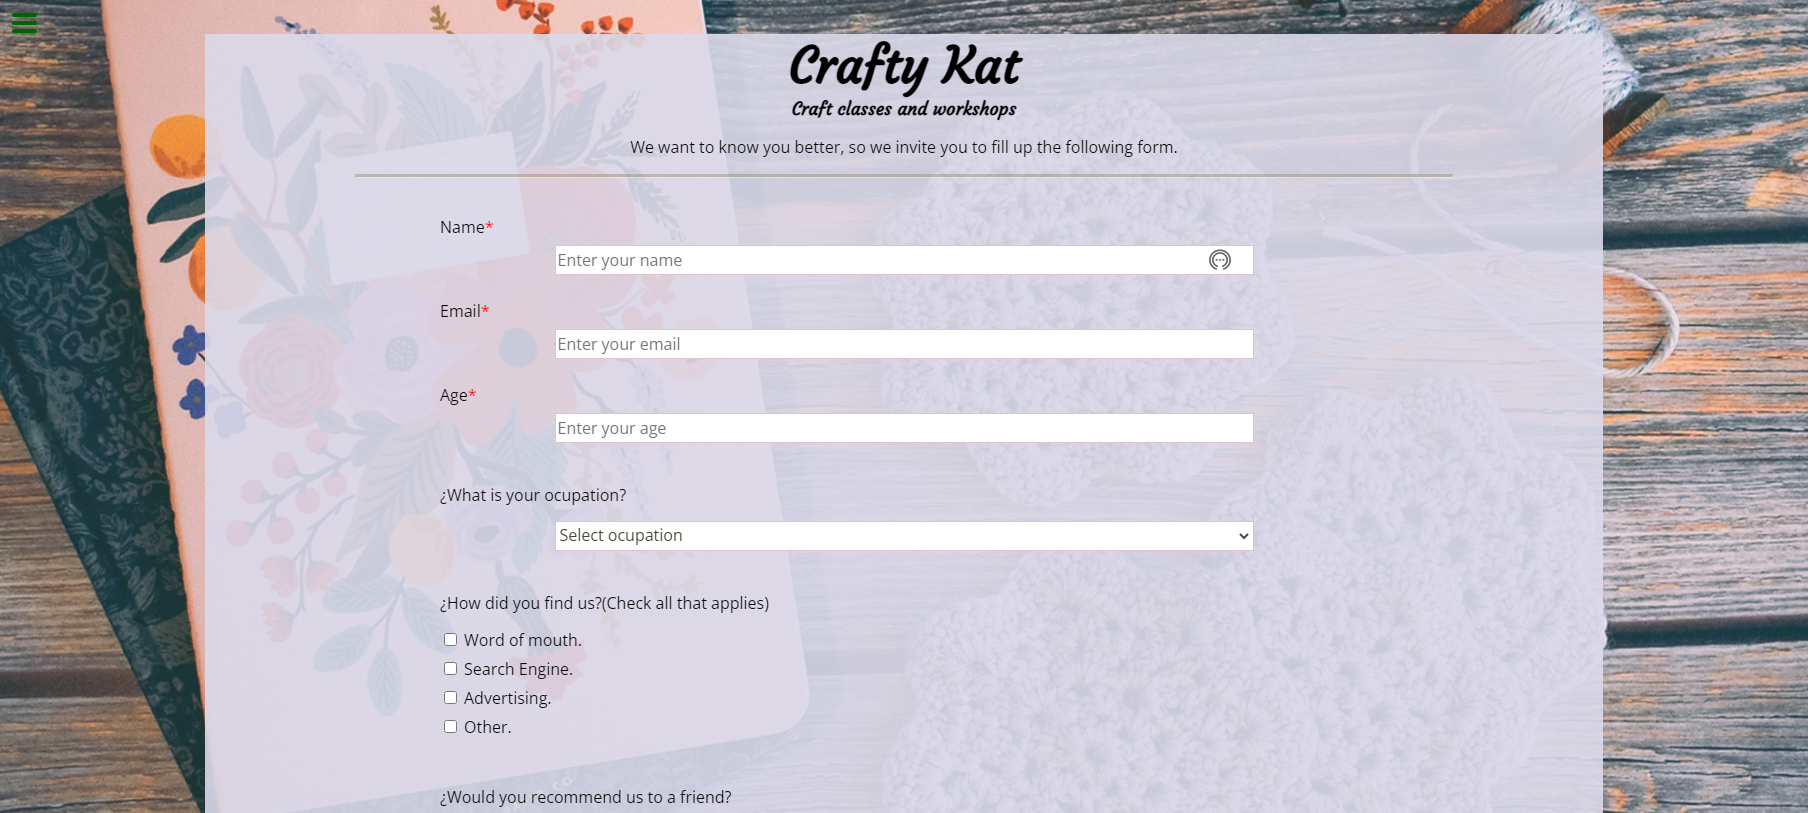 Crafty Kat
Craft classes and workshops
We want to know you better, so we invite you to fill up the following form.
Name*
Enter your name
Email*
Enter your email
Age*
Enter your age
¿What is your ocupation?
Select ocupation
¿How did you find us?(Check all that applies)
Word of mouth.
Search Engine.
Advertising.
Other.
¿Would you recommend us to a friend?